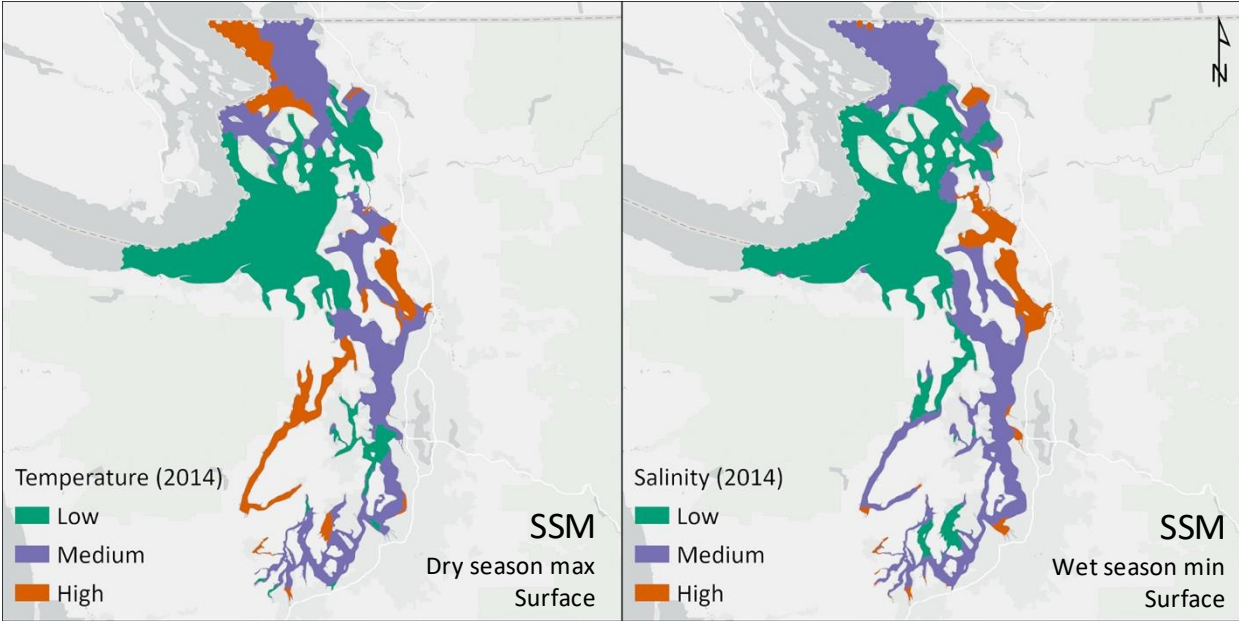 N
Temperature (2014)
Low
Medium
High
SSM
Dry season max
Surface
Salinity (2014)
Low
Medium
High
SSM
Wet season min
Surface